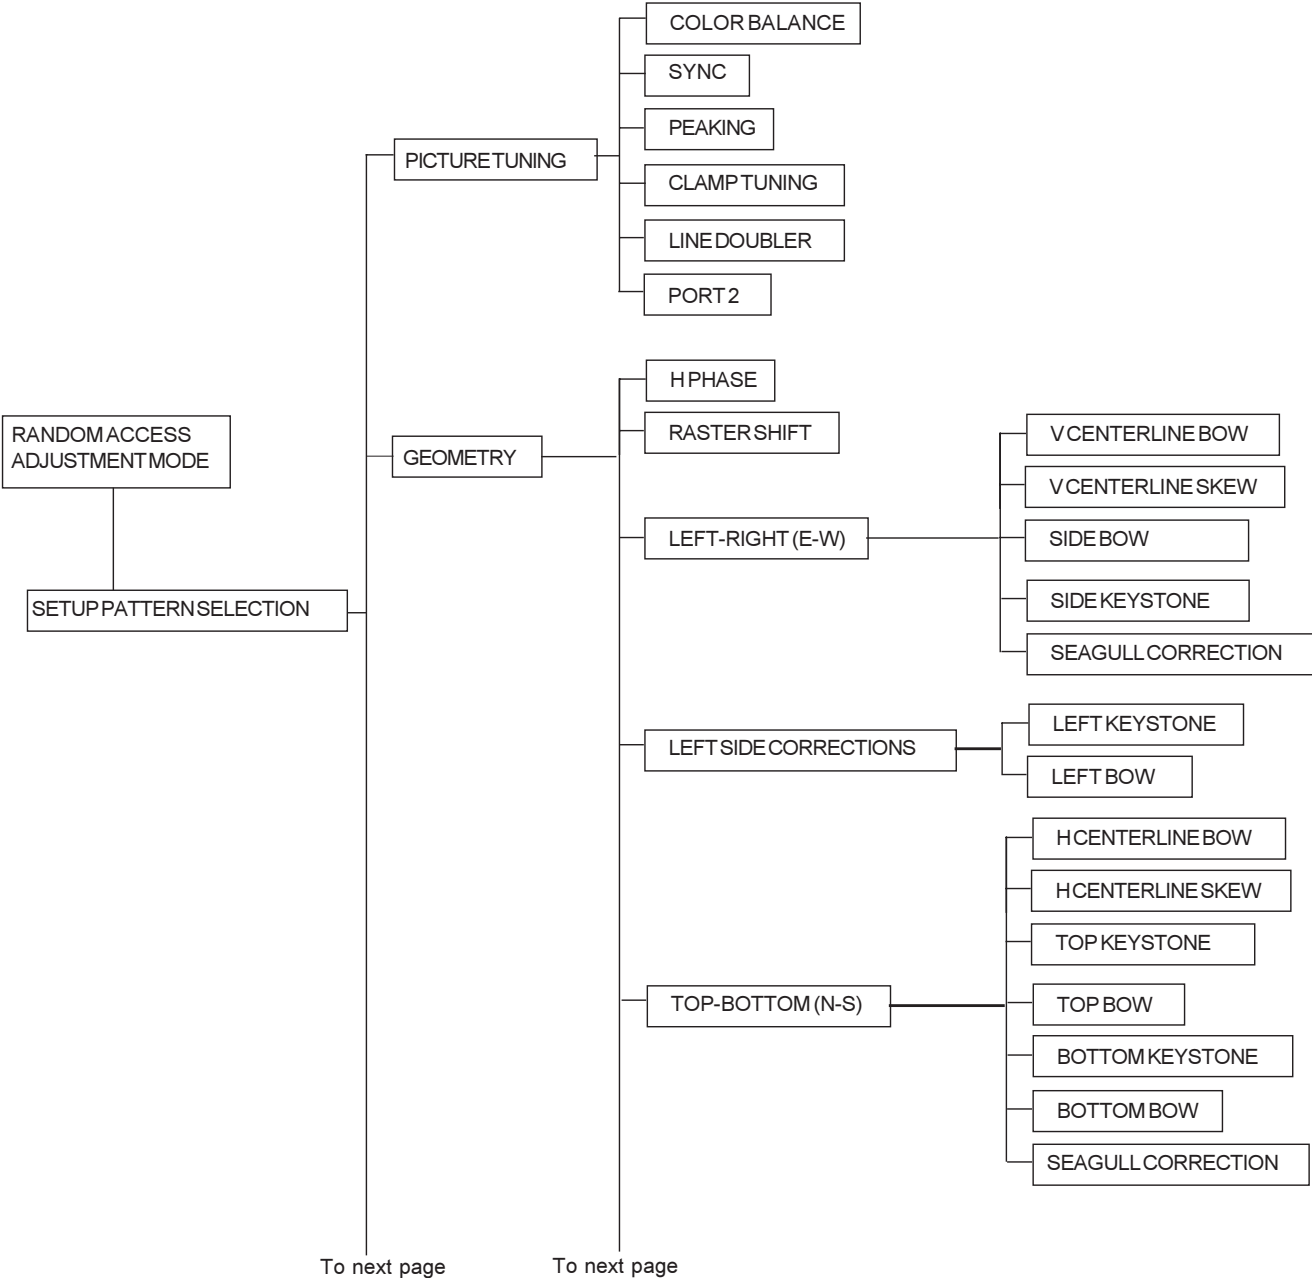 COLOR BALANCE
SYNC
PEAKING
PICTURE TUNING
CLAMP TUNING
LINE DOUBLER
PORT 2
H PHASE
RASTER SHIFT
RANDOM ACCESS
ADJUSTMENT MODE
GEOMETRY
V CENTERLINE BOW
V CENTERLINE SKEW
LEFT-RIGHT (E-W)
SIDE BOW
SETUP PATTERN SELECTION
SIDE KEYSTONE
SEAGULL CORRECTION
LEFT KEYSTONE
LEFT SIDE CORRECTIONS
LEFT BOW
H CENTERLINE BOW
H CENTERLINE SKEW
TOP KEYSTONE
TOP-BOTTOM (N-S)
TOP BOW
BOTTOM KEYSTONE
BOTTOM BOW
SEAGULL CORRECTION
To next page
To next page